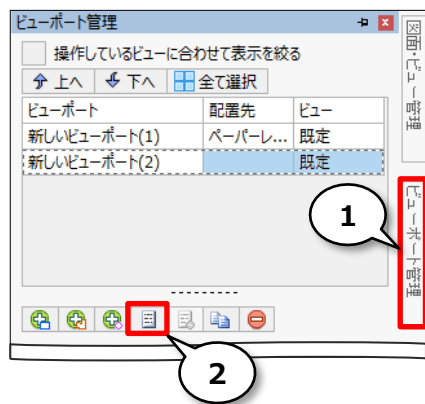 ビューポート管理
操作しているビューに合わせて表示を絞る
上へ 下へ 全て選択
ビューポート 配置先 ビュー
新しいビューポート(1) ペーパーレ... 既定
新しいビューポート(2) 既定
図面・ビュー管理
ビューポート管理
1
2